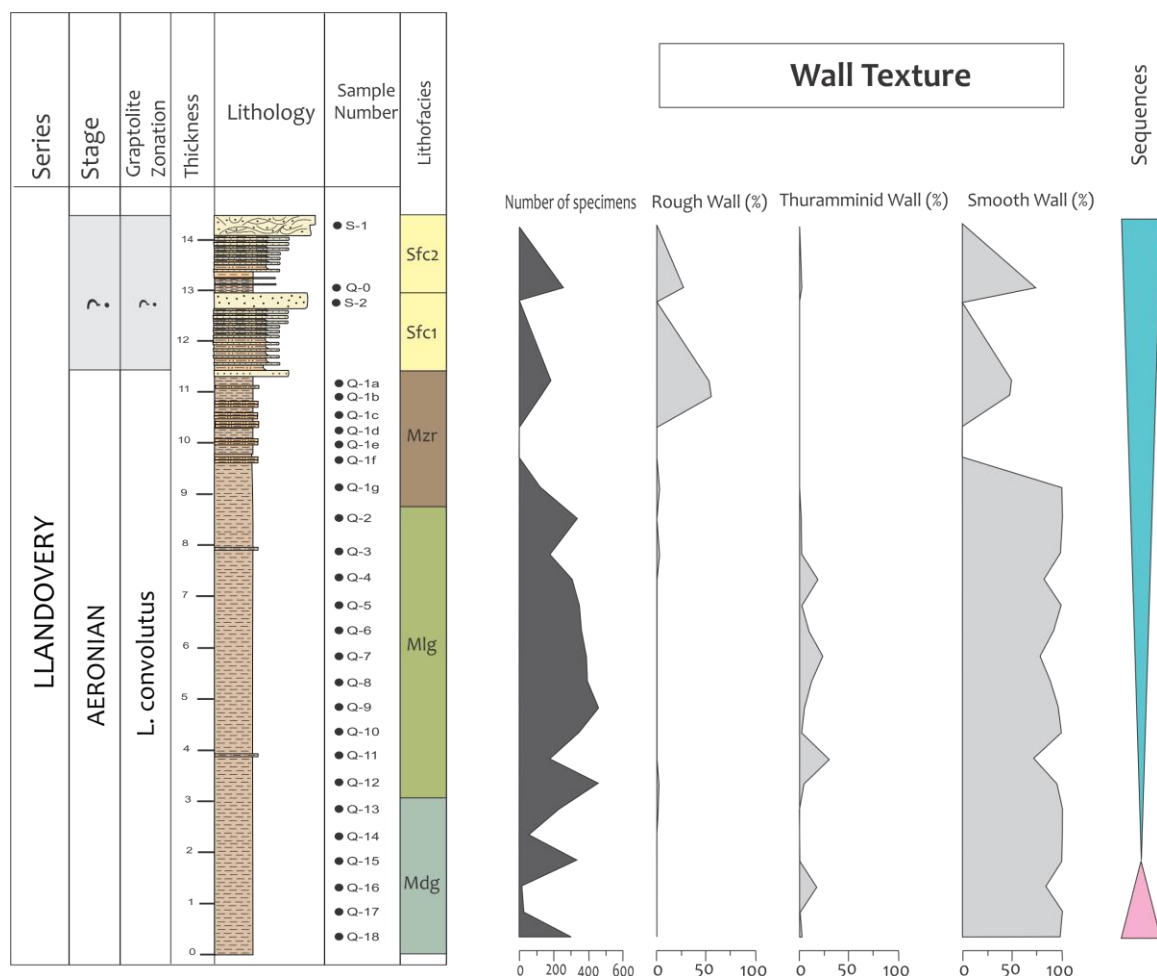 Wall Texture
Series
Stage
Graptolite
Zonation
Thickness
Lithology
Sample
Number
Lithofacies
Sequences
Number of specimens
Rough Wall (%)
Thuramminid Wall (%)
Smooth Wall (%)
LLANDOVERY
?
AERONIAN
?
L. convolutus
14
13
12
11
10
9
8
7
6
5
4
3
2
1
0
S-1
Q-0
S-2
Q-1a
Q-1b
Q-1c
Q-1d
Q-1e
Q-1f
Q-1g
Q-2
Q-3
Q-4
Q-5
Q-6
Q-7
Q-8
Q-9
Q-10
Q-11
Q-12
Q-13
Q-14
Q-15
Q-16
Q-17
Q-18
Sfc2
Sfc1
Mzr
Mlg
Mdg
0 200 400 600
0 50 100
0 50 100
0 50 100